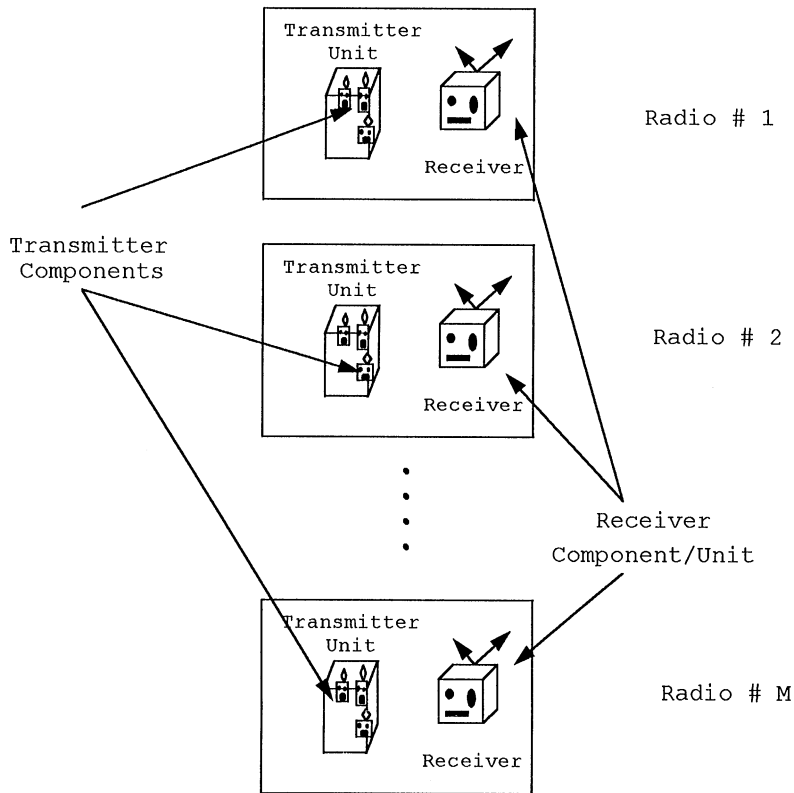 Transmitter
Unit
Receiver
Radio # 1
Transmitter
Components
Transmitter
Unit
Receiver
Radio # 2
Receiver
Component/Unit
Transmitter
Unit
Receiver
Radio # M